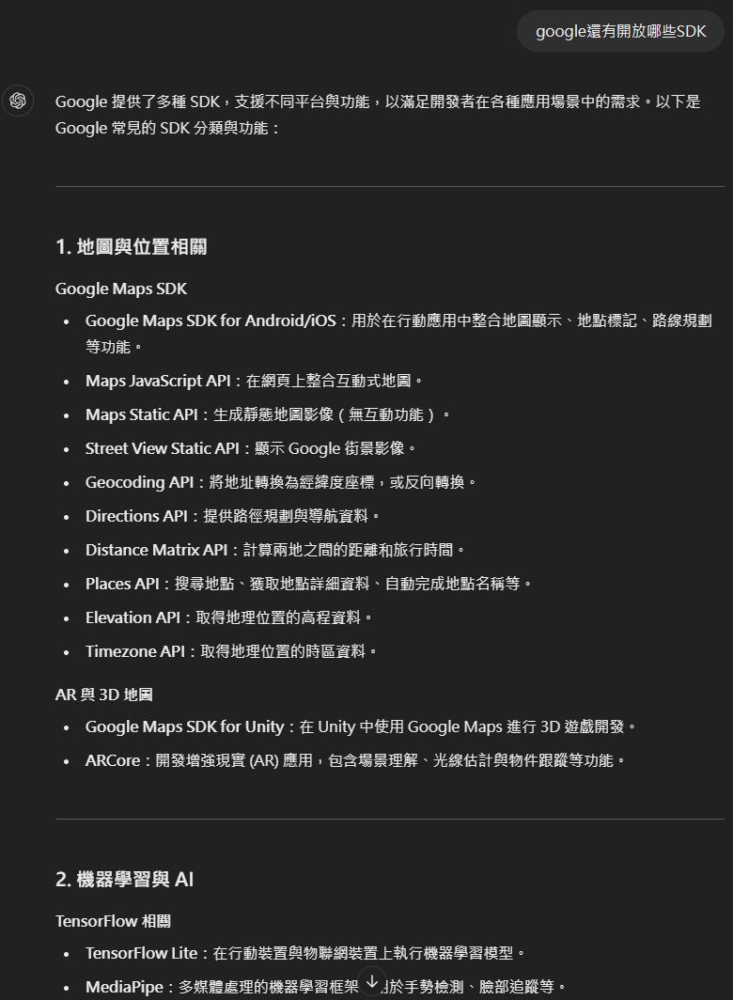 google還有開放哪些SDK
Google 提供了多種 SDK，支援不同平台與功能，以滿足開發者在各種應用場景中的需求。以下是
Google 常見的 SDK 分類與功能：
1. 地圖與位置相關
Google Maps SDK
• Google Maps SDK for Android/iOS：用於在行動應用中整合地圖顯示、地點標記、路線規劃
等功能。
• Maps JavaScript API：在網頁上整合互動式地圖。
• Maps Static API：生成靜態地圖影像（無互動功能）。
• Street View Static API：顯示 Google 街景影像。
• Geocoding API：將地址轉換為經緯度座標，或反向轉換。
• Directions API：提供路徑規劃與導航資料。
• Distance Matrix API：計算兩地之間的距離和旅行時間。
• Places API：搜尋地點、獲取地點詳細資料、自動完成地點名稱等。
• Elevation API：取得地理位置的高程資料。
• Timezone API：取得地理位置的時區資料。
AR 與 3D 地圖
• Google Maps SDK for Unity：在 Unity 中使用 Google Maps 進行 3D 遊戲開發。
• ARCore：開發增強現實 (AR) 應用，包含場景理解、光線估計與物件跟蹤等功能。
2. 機器學習與 AI
TensorFlow 相關
• TensorFlow Lite：在行動裝置與物聯網裝置上執行機器學習模型。
• MediaPipe：多媒體處理的機器學習框架 於手勢檢測、臉部追蹤等。